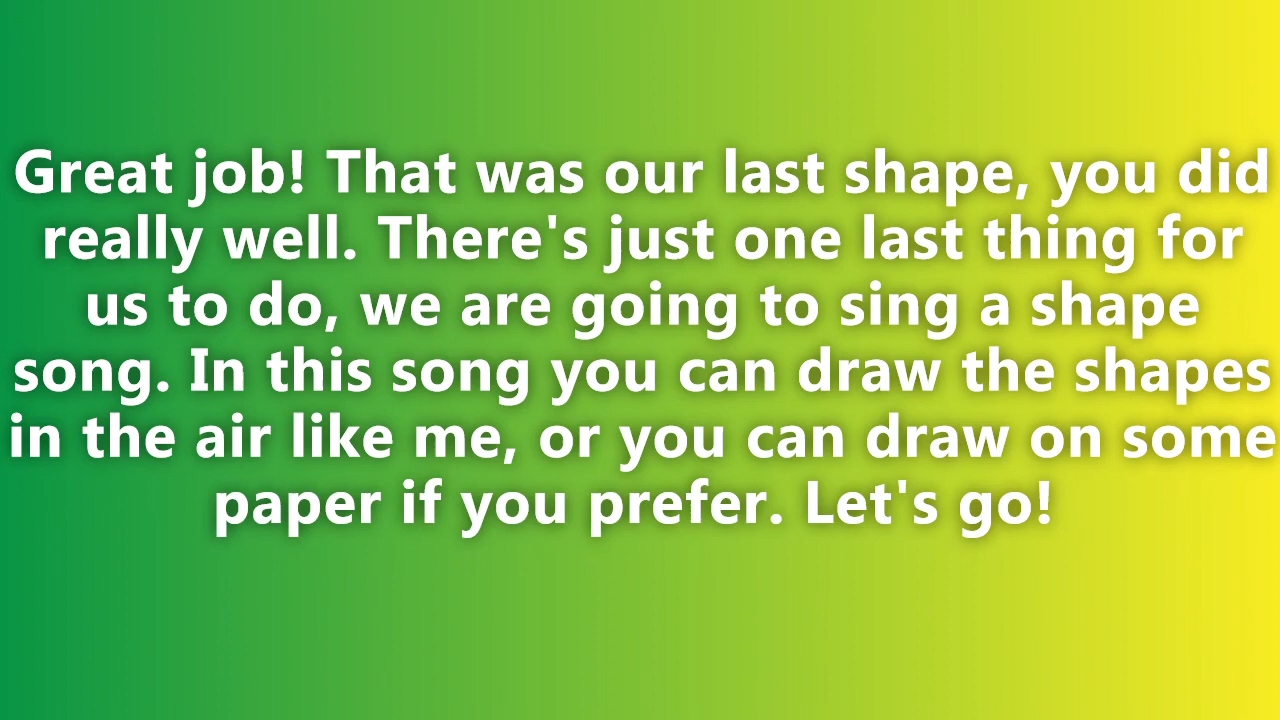 Great job! That was our last shape, you did
really well. There's just one last thing for
us to do, we are going to sing a shape
song. In this song you can draw the shapes
in the air like me, or you can draw on some
paper if you prefer. Let's go!